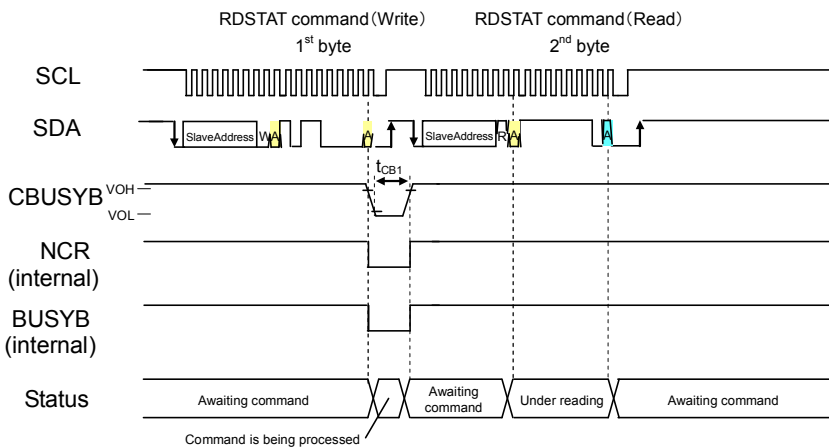 RDSTAT command(Write)
1st byte
RDSTAT command(Read)
2nd byte
SCL
SDA
SlaveAddress W A A SlaveAddress R A A
tCB1
CBUSYB
VOH
VOL
NCR
(internal)
BUSYB
(internal)
Status
Awaiting command
Awaiting
command
Under reading
Awaiting command
Command is being processed